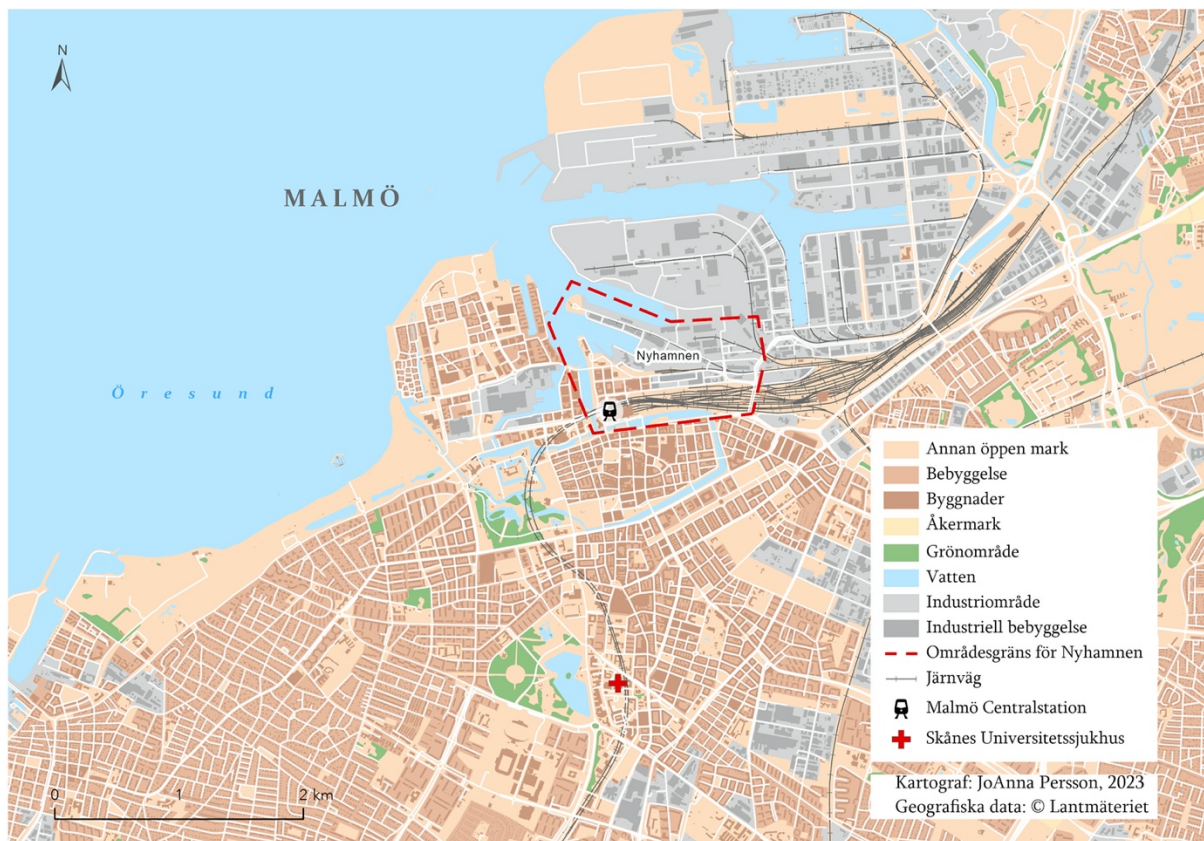 N
MALMÖ
Öresund
Nyhamnen
Annan öppen mark
Bebyggelse
Byggnader
Åkermark
Grönområde
Vatten
Industriområde
Industriell bebyggelse
Områdesgräns för Nyhamnen
Järnväg
Malmö Centralstation
Skånes Universitetssjukhus
Kartograf: JoAnna Persson, 2023
Geografiska data: © Lantmäteriet
0 1 2 km